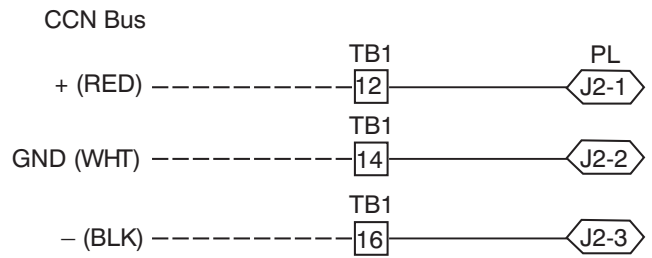 CCN Bus
TB1 PL
+ (RED) 12 J2-1
TB1
GND (WHT) 14 J2-2
TB1
– (BLK) 16 J2-3